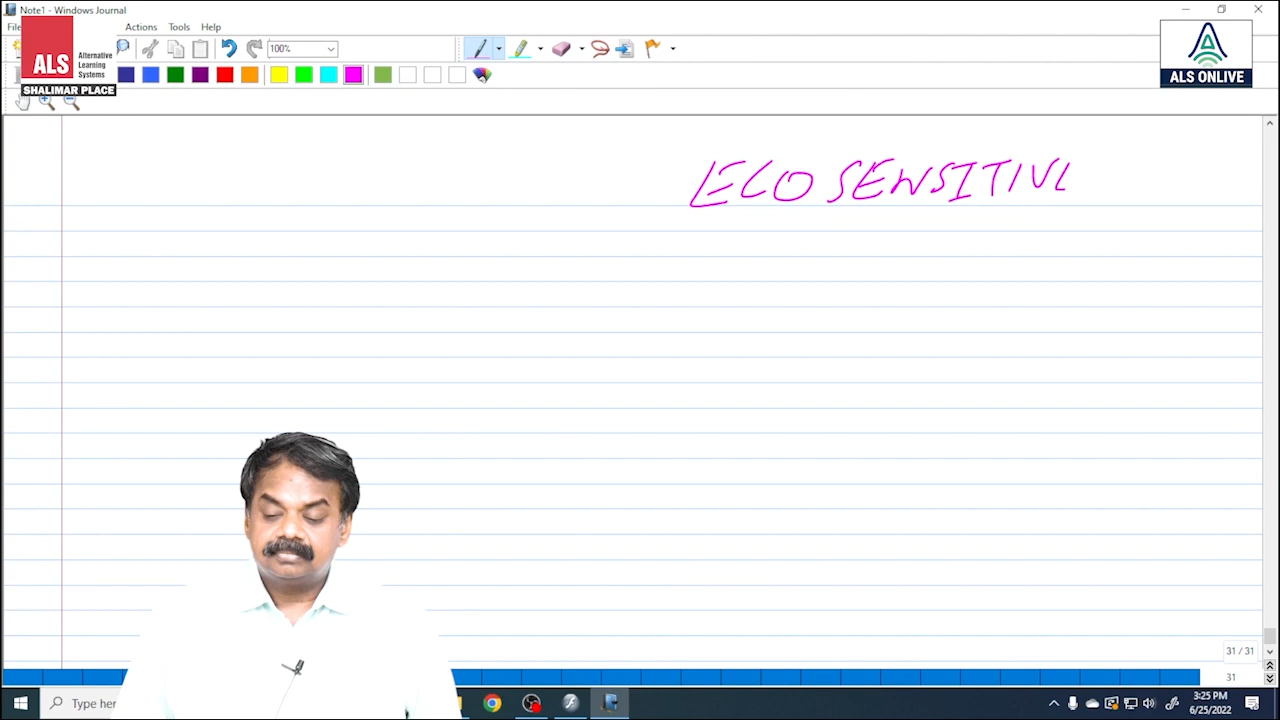 Note1 - Windows Journal
File
Actions Tools Help
ALS
Alternative
Learning
Systems
SHALIMAR PLACE
100%
ALS ONLIVE
ECO SENSITIVE
31 / 31
31
Type her
3:25 PM
6/25/2022